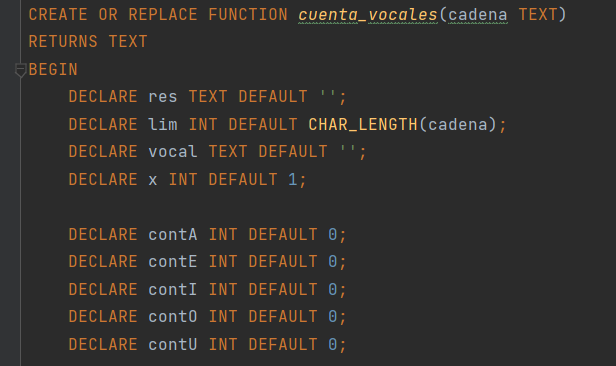 CREATE OR REPLACE FUNCTION cuenta_vocales(cadena TEXT)
RETURNS TEXT
BEGIN
    DECLARE res TEXT DEFAULT '';
    DECLARE lim INT DEFAULT CHAR_LENGTH(cadena);
    DECLARE vocal TEXT DEFAULT '';
    DECLARE x INT DEFAULT 1;

    DECLARE contA INT DEFAULT 0;
    DECLARE contE INT DEFAULT 0;
    DECLARE contI INT DEFAULT 0;
    DECLARE contO INT DEFAULT 0;
    DECLARE contU INT DEFAULT 0;